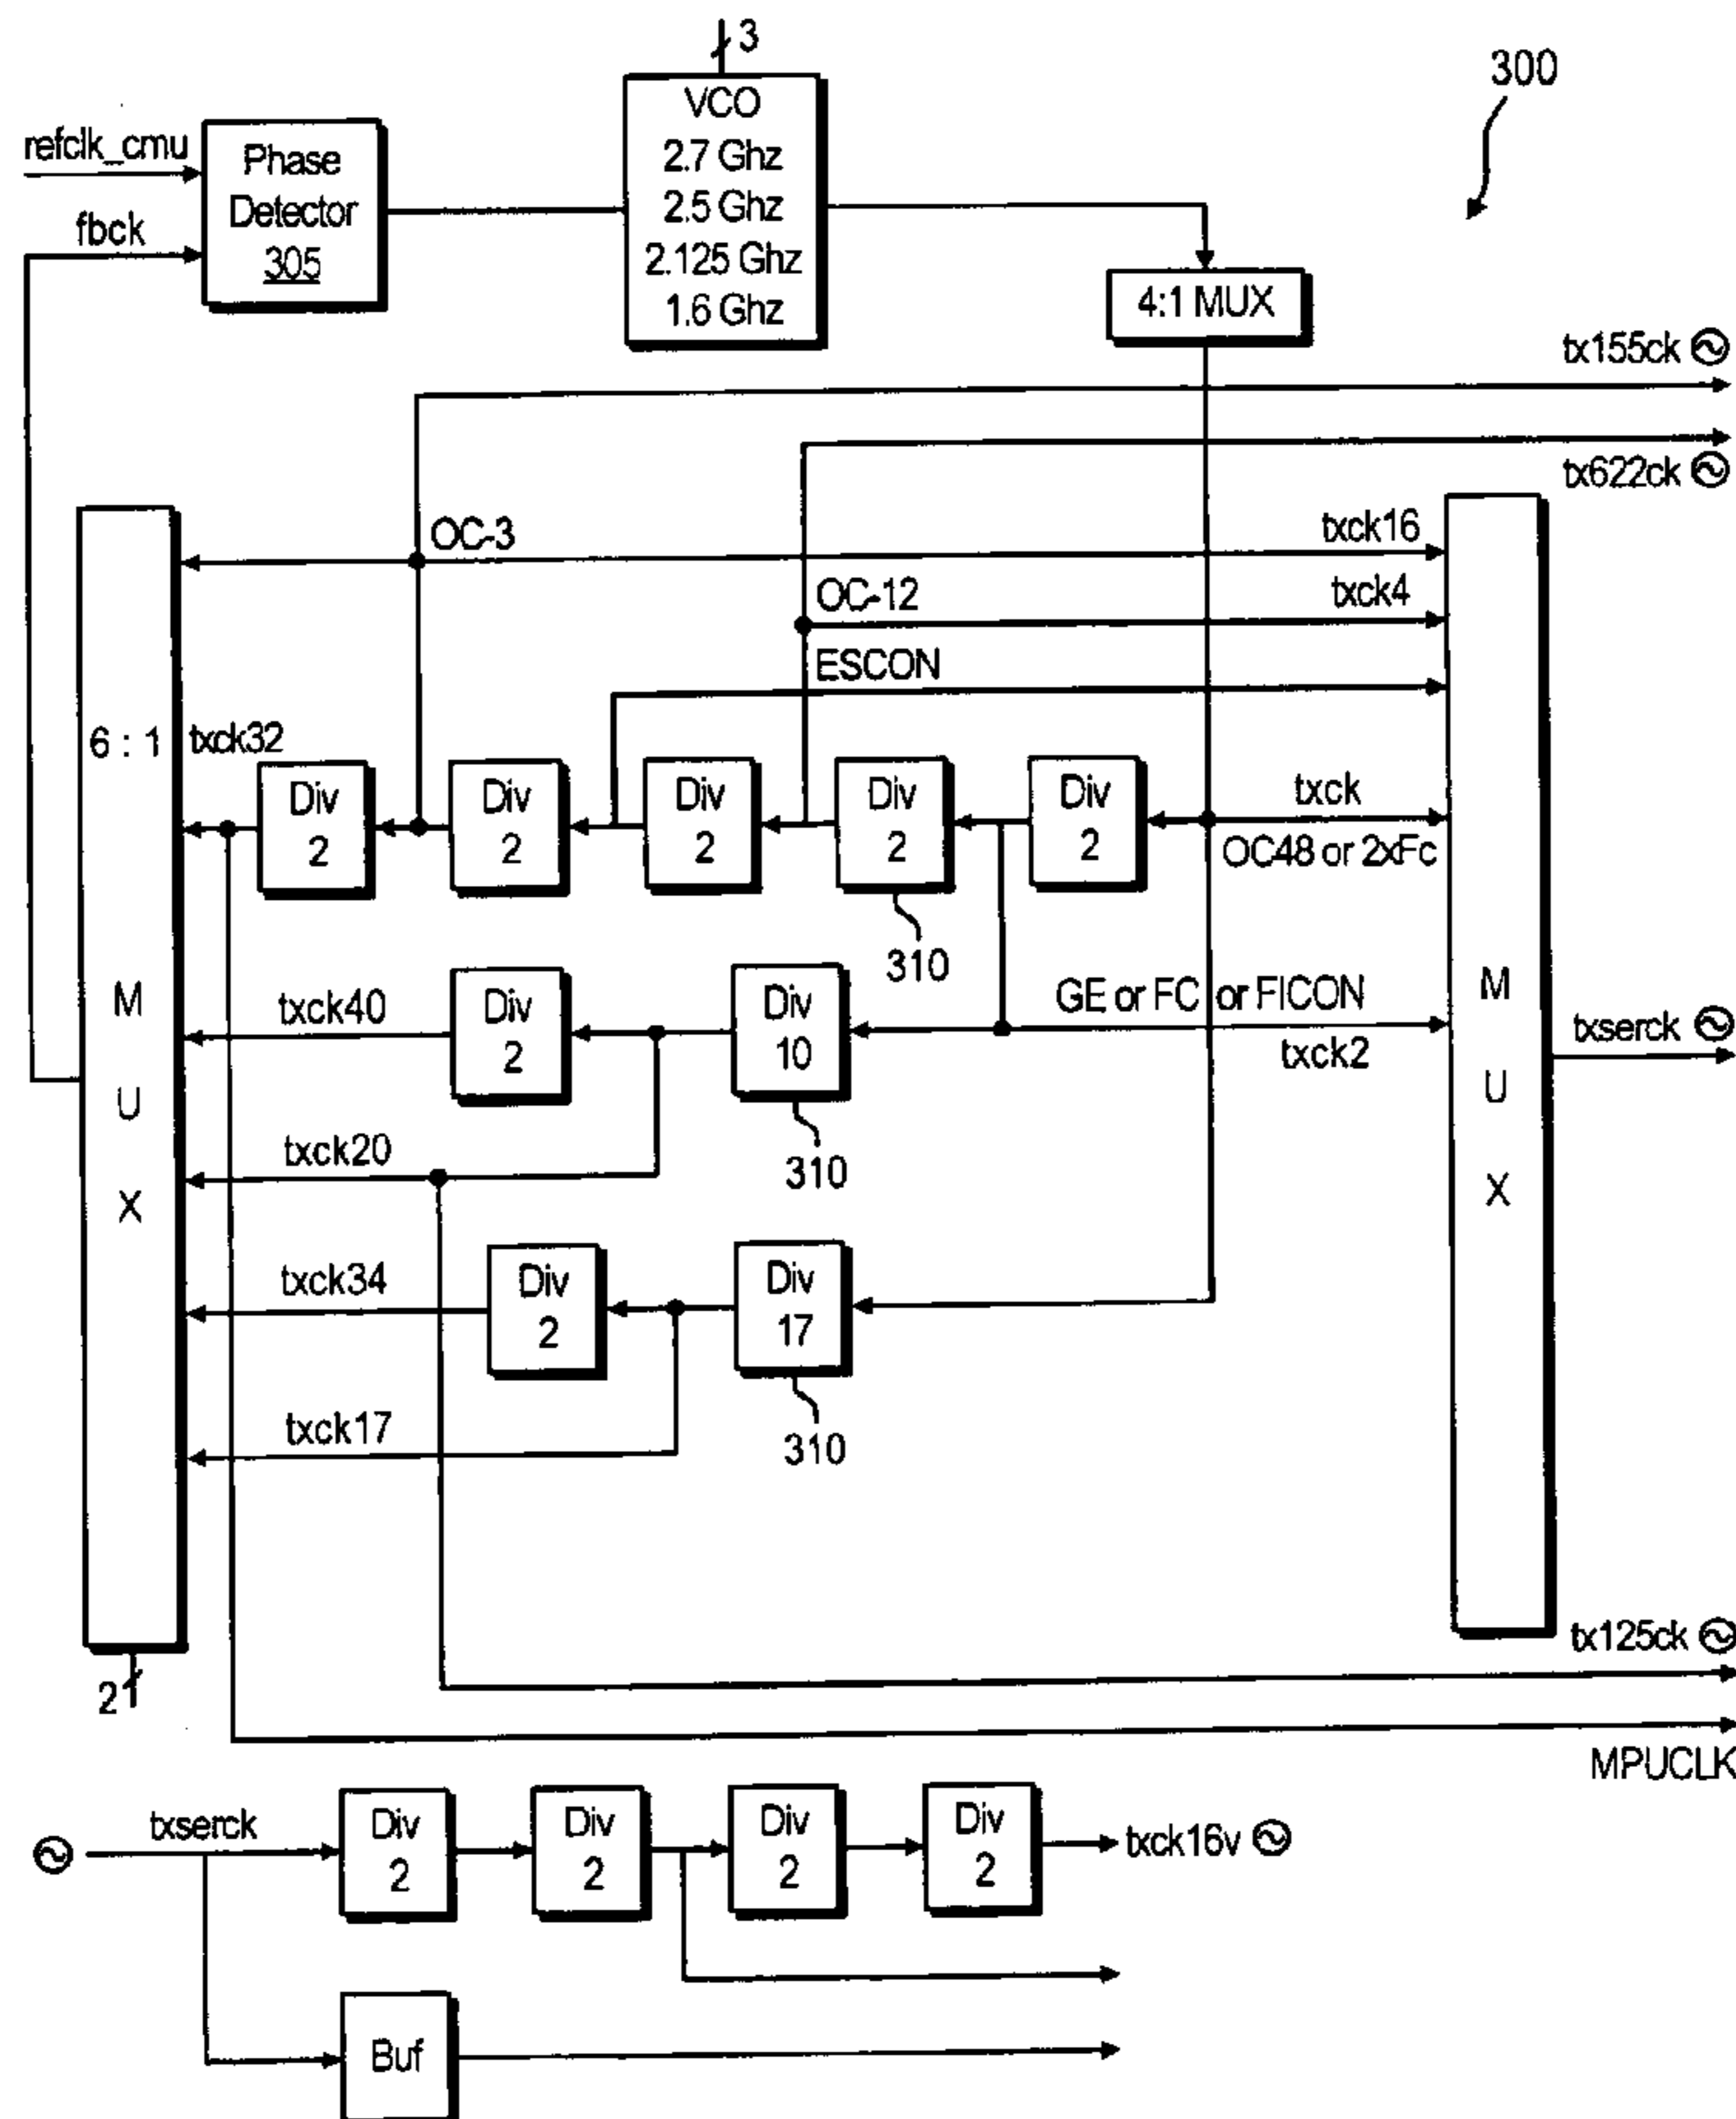 3
300
VCO
2.7 Ghz
2.5 Ghz
2.125 Ghz
1.6 Ghz
refclk_cmu
fbck
Phase
Detector
305
4:1 MUX
tx155ck
tx622ck
OC-3
txck16
OC-12
txck4
ESCON
6 : 1
M
U
X
txck32
Div
2
Div
2
Div
2
Div
2
310
Div
2
txck
OC48 or 2xFc
M
U
X
txck40
Div
2
Div
10
310
GE or FC or FICON
txck2
txserck
txck20
txck34
Div
2
Div
17
310
txck17
2
tx125ck
MPUCLK
txserck
Div
2
Div
2
Div
2
Div
2
txck16v
Buf